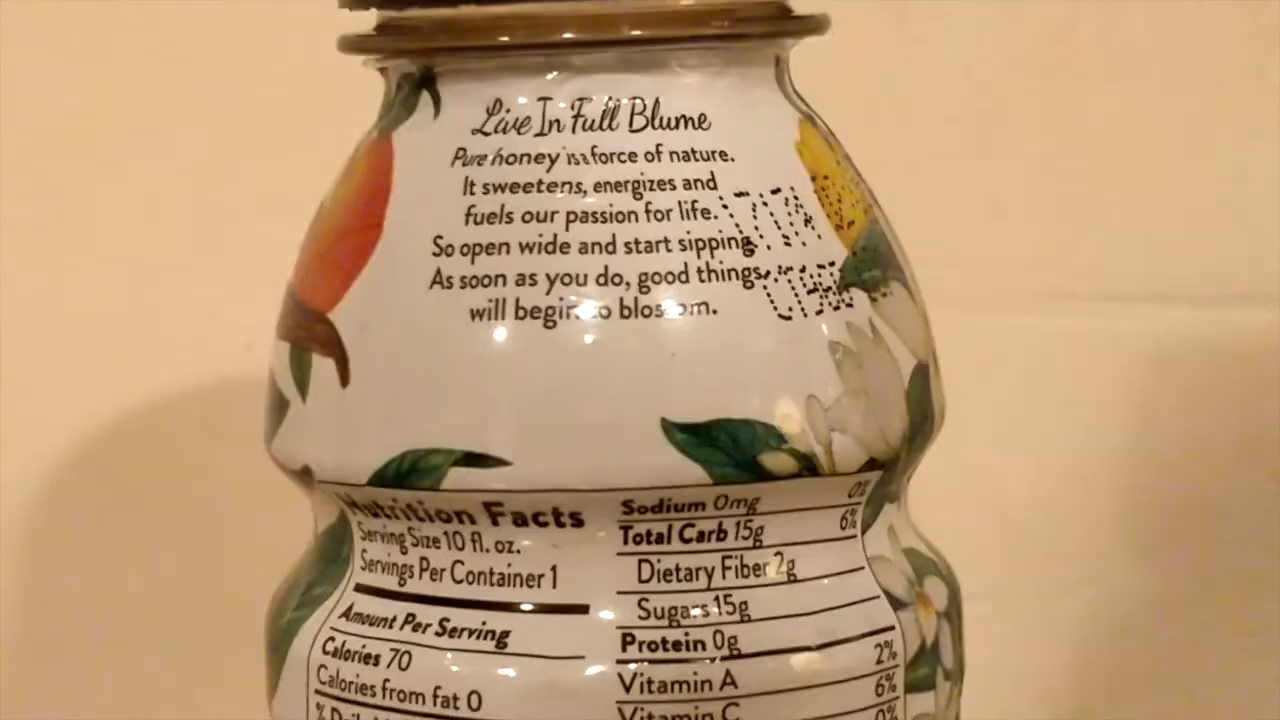 Live In Full Blume
Pure honey is a force of nature.
It sweetens, energizes and
fuels our passion for life.
So open wide and start sipping.
As soon as you do, good things
will begin to blossom.
Nutrition Facts
Serving Size 10 fl. oz.
Servings Per Container 1
Amount Per Serving
Calories 70
Calories from fat 0
Sodium 0mg 0%
Total Carb 15g 6%
Dietary Fiber 2g
Sugars 15g
Protein 0g
Vitamin A 2%
Vitamin C 6%
0%